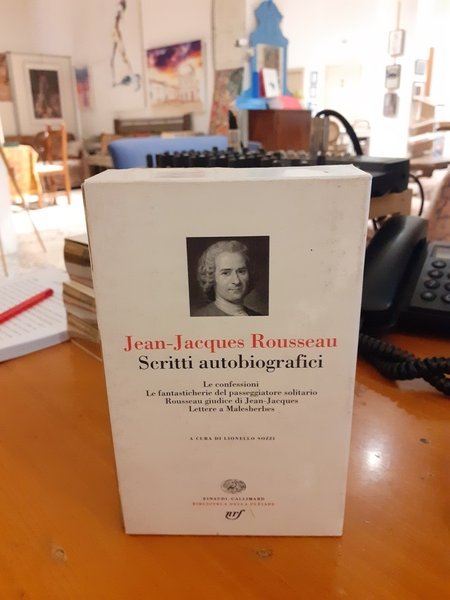 Jean-Jacques Rousseau
Scritti autobiografici
Le confessioni
Le fantasticherie del passeggiatore solitario
Rousseau giudice di Jean-Jacques
Lettere a Malesherbes
A CURA DI LIONELLO SOZZI
EINAUDI-GALLIMARD
BIBLIOTECA DELLA PLÉIADE
nrf